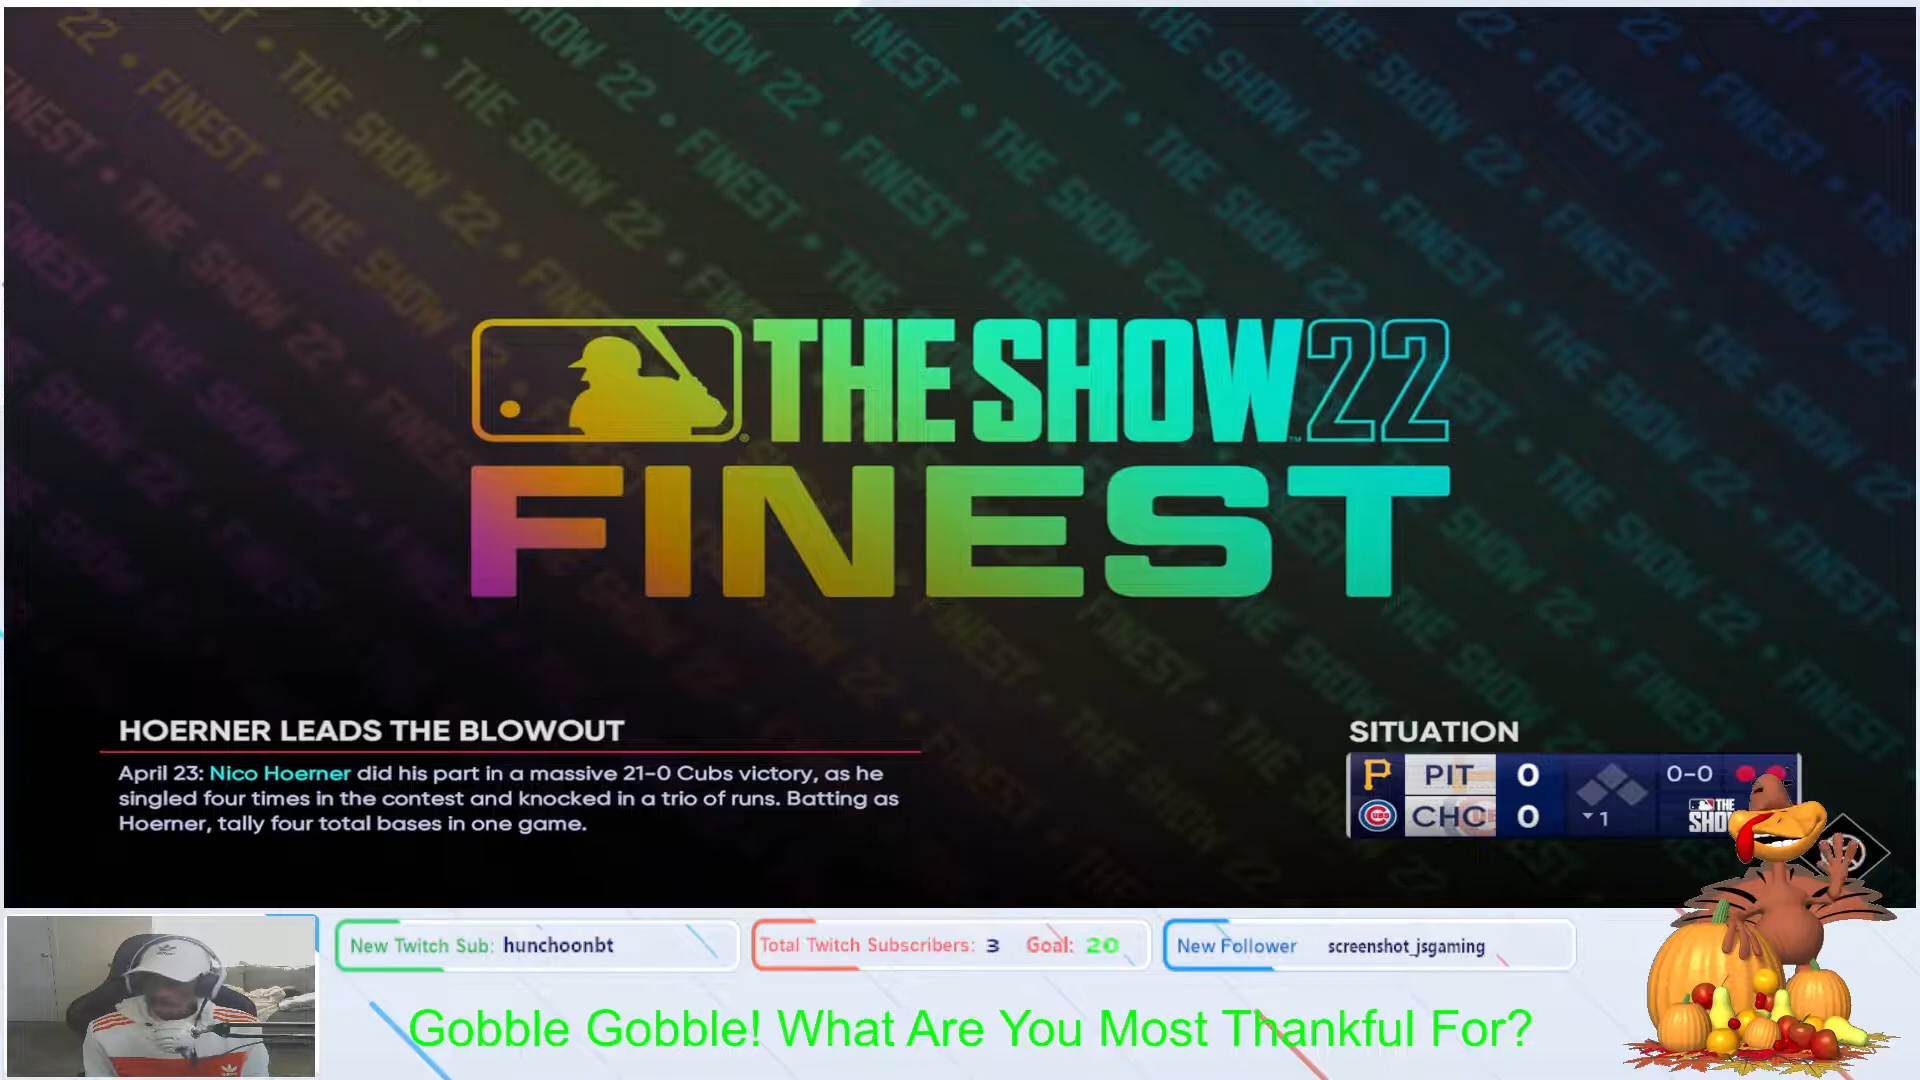 THE SHOW 22
FINEST
HOERNER LEADS THE BLOWOUT
April 23: Nico Hoerner did his part in a massive 21-0 Cubs victory, as he
singled four times in the contest and knocked in a trio of runs. Batting as
Hoerner, tally four total bases in one game.
SITUATION
P PIT 0 0-0
CUBS CHC 0 1
New Twitch Sub: hunchoonbt
Total Twitch Subscribers: 3 Goal: 20
New Follower screenshot_jsgaming
Gobble Gobble! What Are You Most Thankful For?